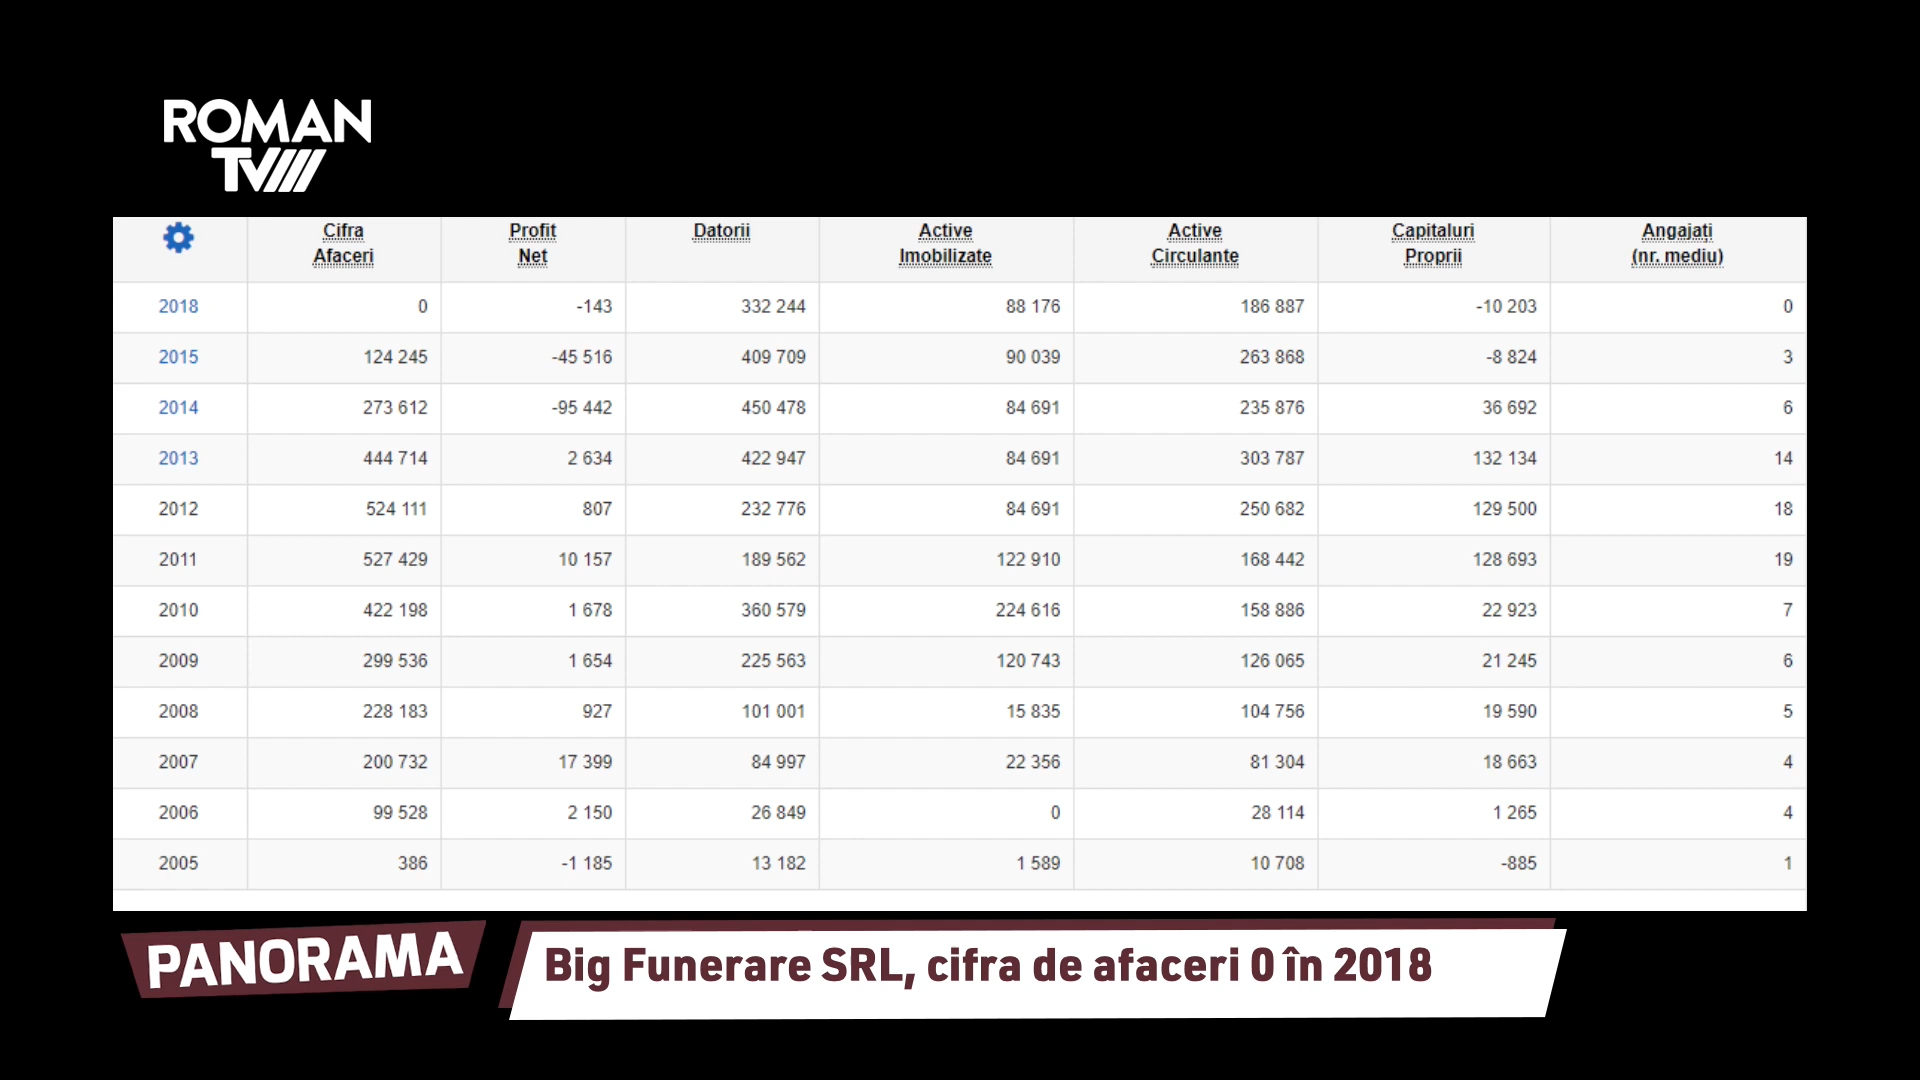 ROMAN
TV
Cifra Afaceri Profit Net Datorii Active Imobilizate Active Circulante Capitaluri Proprii Angajați (nr. mediu)
2018 0 -143 332 244 88 176 186 887 -10 203 0
2015 124 245 -45 516 409 709 90 039 263 868 -8 824 3
2014 273 612 -95 442 450 478 84 691 235 876 36 692 6
2013 444 714 2 634 422 947 84 691 303 787 132 134 14
2012 524 111 807 232 776 84 691 250 682 129 500 18
2011 527 429 10 157 189 562 122 910 168 442 128 693 19
2010 422 198 1 678 360 579 224 616 158 886 22 923 7
2009 299 536 1 654 225 563 120 743 126 065 21 245 6
2008 228 183 927 101 001 15 835 104 756 19 590 5
2007 200 732 17 399 84 997 22 356 81 304 18 663 4
2006 99 528 2 150 26 849 0 28 114 1 265 4
2005 386 -1 185 13 182 1 589 10 708 -885 1
PANORAMA
Big Funerare SRL, cifra de afaceri 0 în 2018